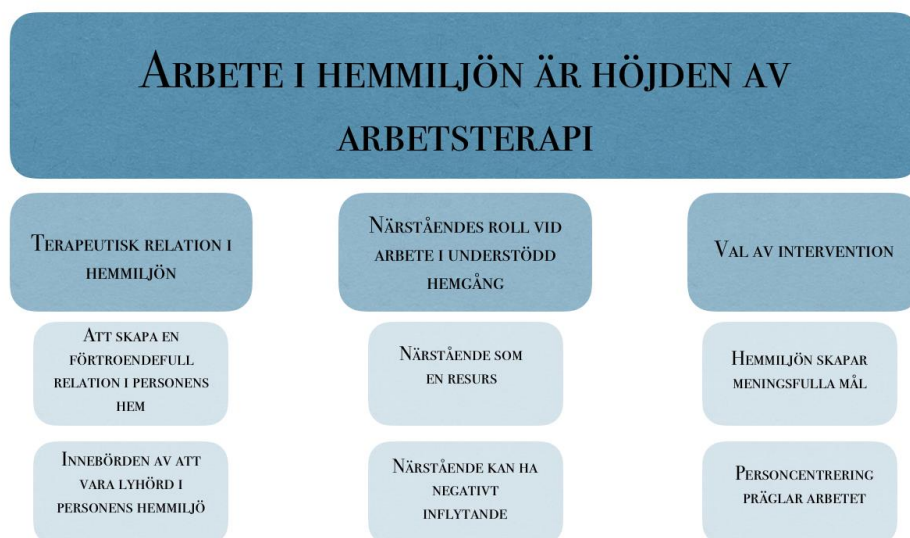 Arbete i hemmiljön är höjden av
arbetsterapi
Terapeutisk relation i
hemmiljön
Närståendes roll vid
arbete i understödd
hemgång
Val av intervention
Att skapa en
förtroendefull
relation i personens
hem
Närstående som
en resurs
Hemmiljön skapar
meningsfulla mål
Innebörden av att
vara lyhörd i
personens hemmiljö
Närstående kan ha
negativt
inflytande
Personcentrering
präglar arbetet